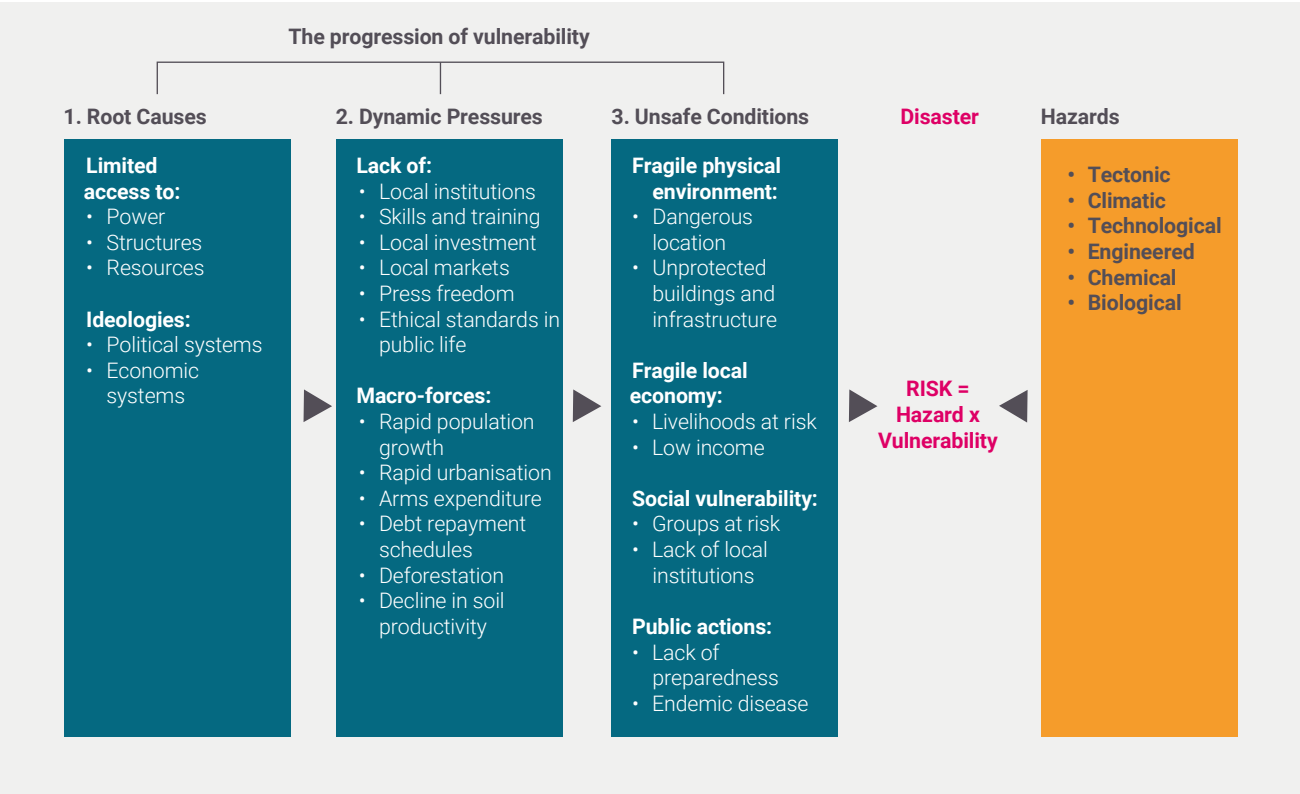 The progression of vulnerability
1. Root Causes
Limited
access to:
• Power
• Structures
• Resources
Ideologies:
• Political systems
• Economic
systems
2. Dynamic Pressures
Lack of:
• Local institutions
• Skills and training
• Local investment
• Local markets
• Press freedom
• Ethical standards in
public life
Macro-forces:
• Rapid population
growth
• Rapid urbanisation
• Arms expenditure
• Debt repayment
schedules
• Deforestation
• Decline in soil
productivity
3. Unsafe Conditions
Fragile physical
environment:
• Dangerous
location
• Unprotected
buildings and
infrastructure
Fragile local
economy:
• Livelihoods at risk
• Low income
Social vulnerability:
• Groups at risk
• Lack of local
institutions
Public actions:
• Lack of
preparedness
• Endemic disease
Disaster
RISK =
Hazard x
Vulnerability
Hazards
• Tectonic
• Climatic
• Technological
• Engineered
• Chemical
• Biological